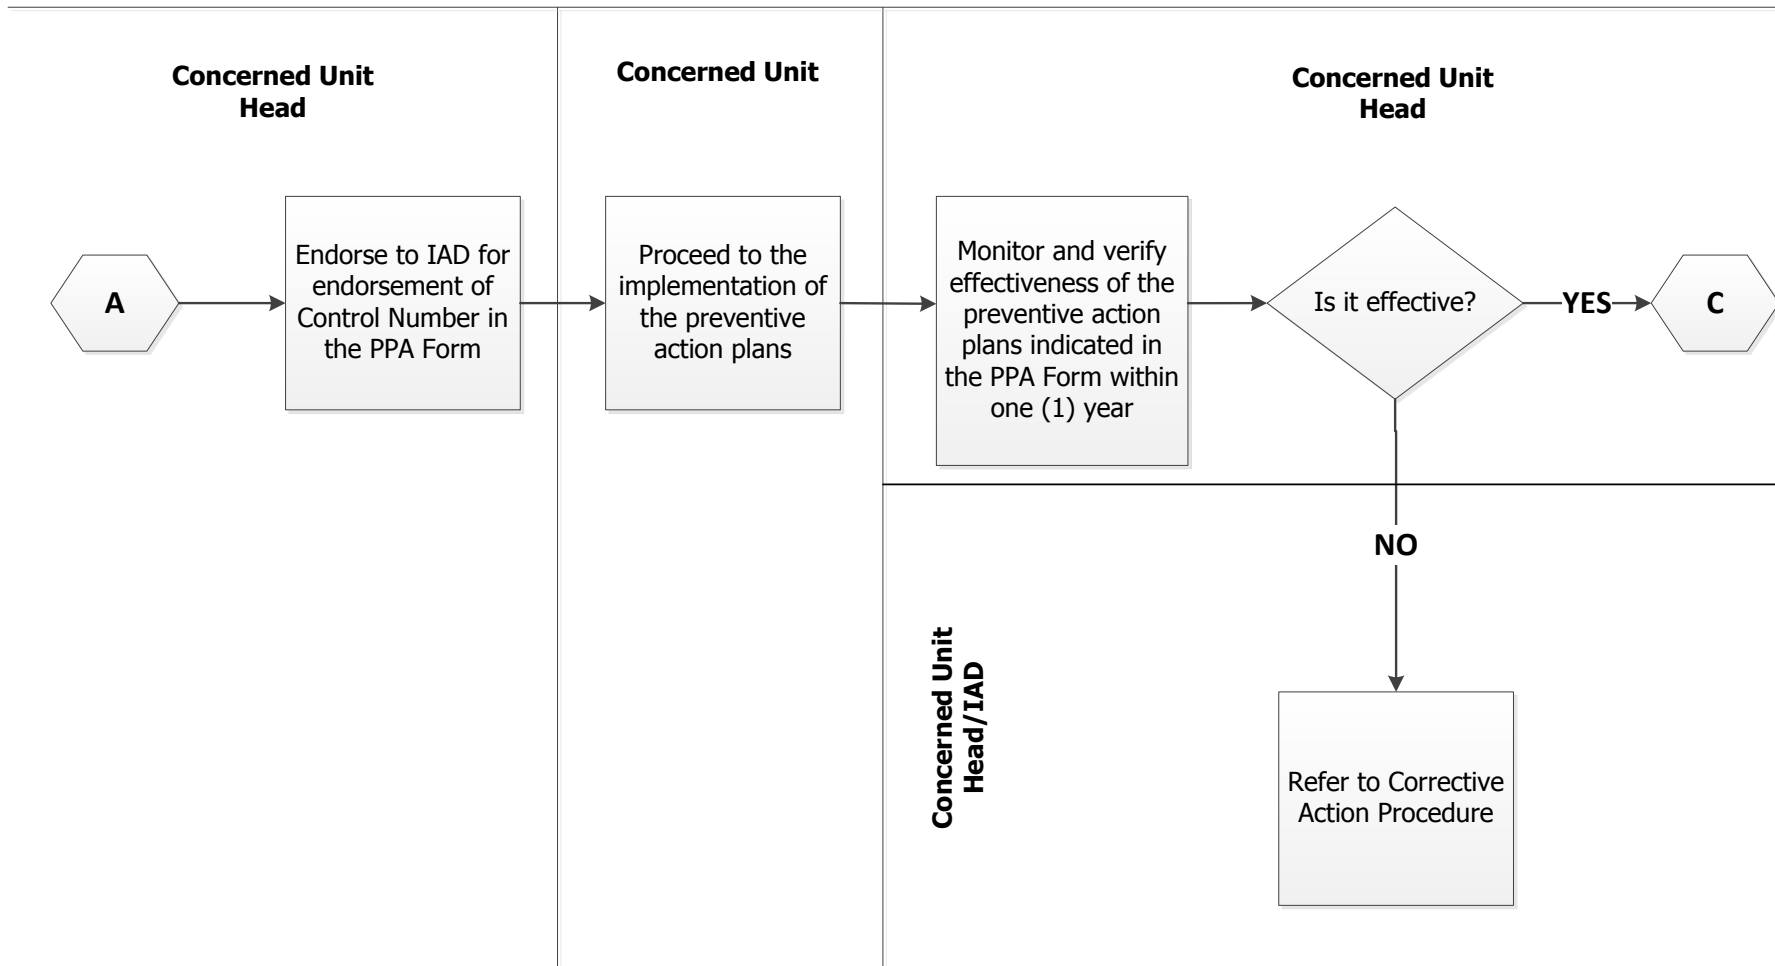 Concerned Unit
Head
Concerned Unit
Concerned Unit
Head
A
Endorse to IAD for
endorsement of
Control Number in
the PPA Form
Proceed to the
implementation of
the preventive
action plans
Monitor and verify
effectiveness of the
preventive action
plans indicated in
the PPA Form within
one (1) year
Is it effective?
YES
C
NO
Concerned Unit
Head/IAD
Refer to Corrective
Action Procedure